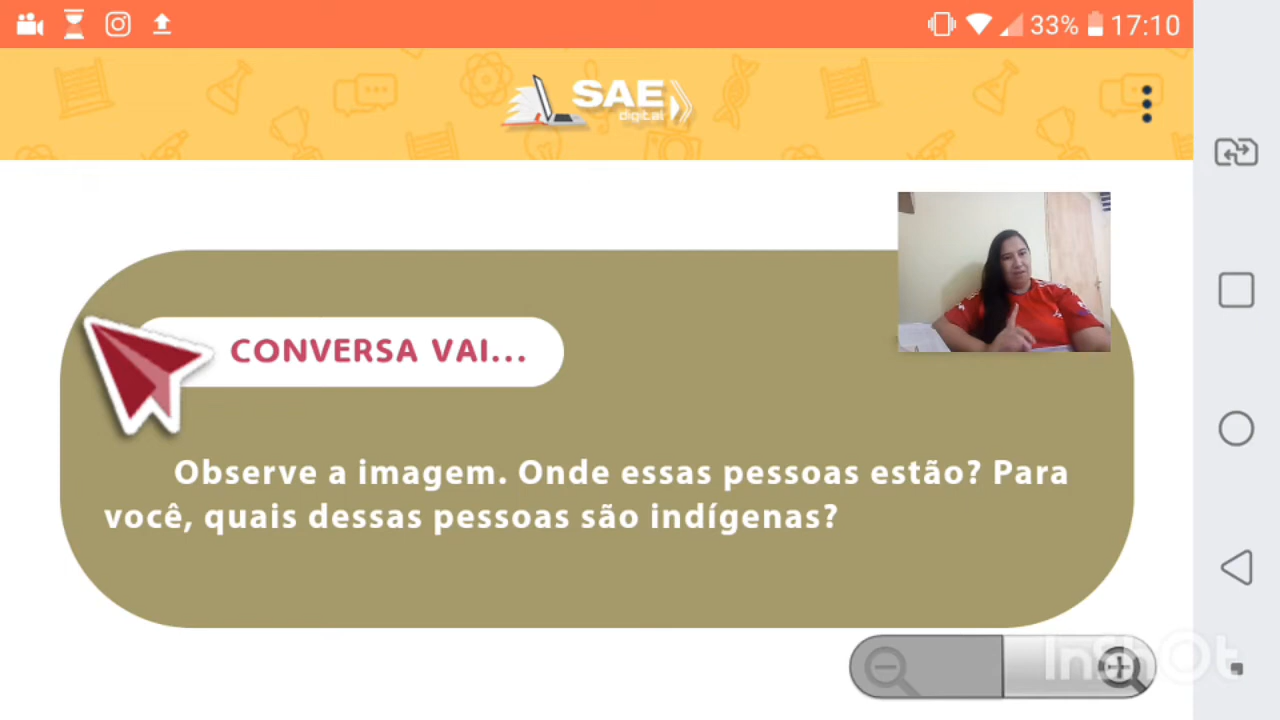 33% 17:10
SAE
digital
CONVERSA VAI...
Observe a imagem. Onde essas pessoas estão? Para
você, quais dessas pessoas são indígenas?
InShOt